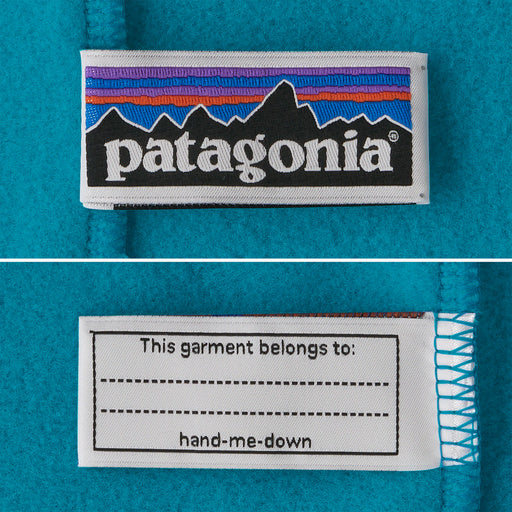 patagonia®
This garment belongs to:
hand-me-down